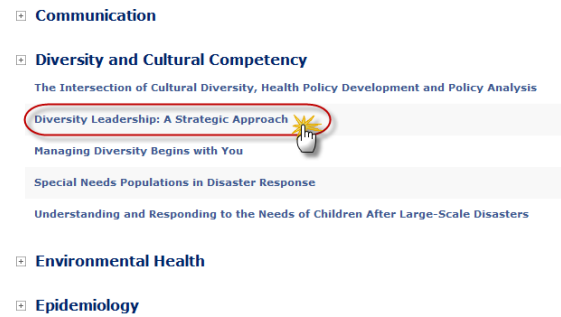 Communication
Diversity and Cultural Competency
The Intersection of Cultural Diversity, Health Policy Development and Policy Analysis
Diversity Leadership: A Strategic Approach
Managing Diversity Begins with You
Special Needs Populations in Disaster Response
Understanding and Responding to the Needs of Children After Large-Scale Disasters
Environmental Health
Epidemiology